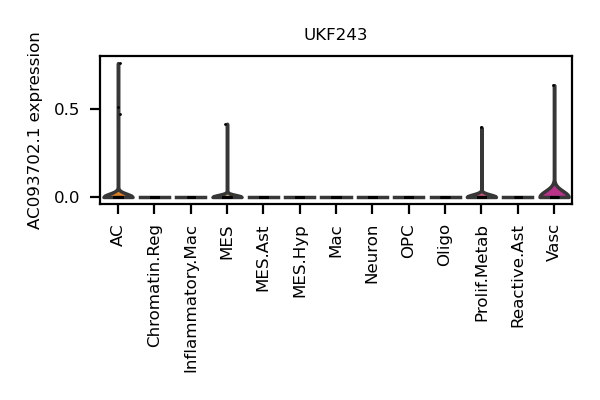 UKF243
AC093702.1 expression
0.5
0.0
AC
Chromatin.Reg
Inflammatory.Mac
MES
MES.Ast
MES.Hyp
Mac
Neuron
OPC
Oligo
Prolif.Metab
Reactive.Ast
Vasc